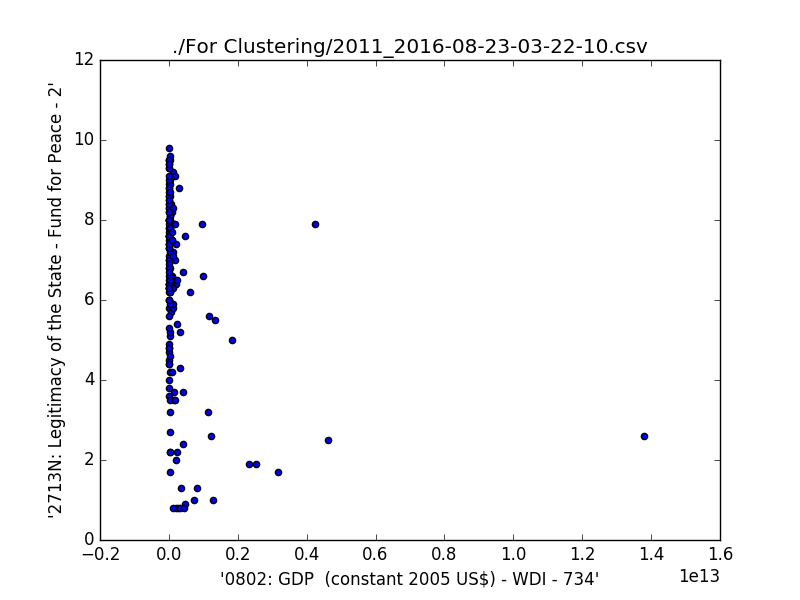 ./For Clustering/2011_2016-08-23-03-22-10.csv
12
10
8
6
4
2
0
'2713N: Legitimacy of the State - Fund for Peace - 2'
−0.2 0.0 0.2 0.4 0.6 0.8 1.0 1.2 1.4 1.6
1e13
'0802: GDP  (constant 2005 US$) - WDI - 734'